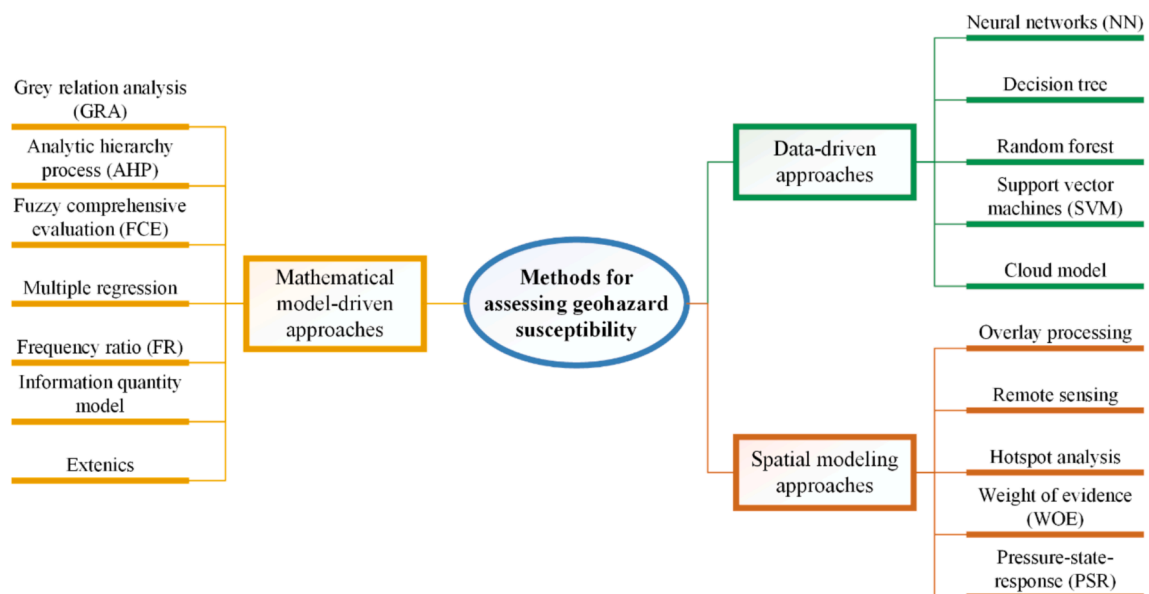 Grey relation analysis
(GRA)
Analytic hierarchy
process (AHP)
Fuzzy comprehensive
evaluation (FCE)
Multiple regression
Frequency ratio (FR)
Information quantity
model
Extenics
Mathematical
model-driven
approaches
Methods for
assessing geohazard
susceptibility
Data-driven
approaches
Neural networks (NN)
Decision tree
Random forest
Support vector
machines (SVM)
Cloud model
Spatial modeling
approaches
Overlay processing
Remote sensing
Hotspot analysis
Weight of evidence
(WOE)
Pressure-state-
response (PSR)